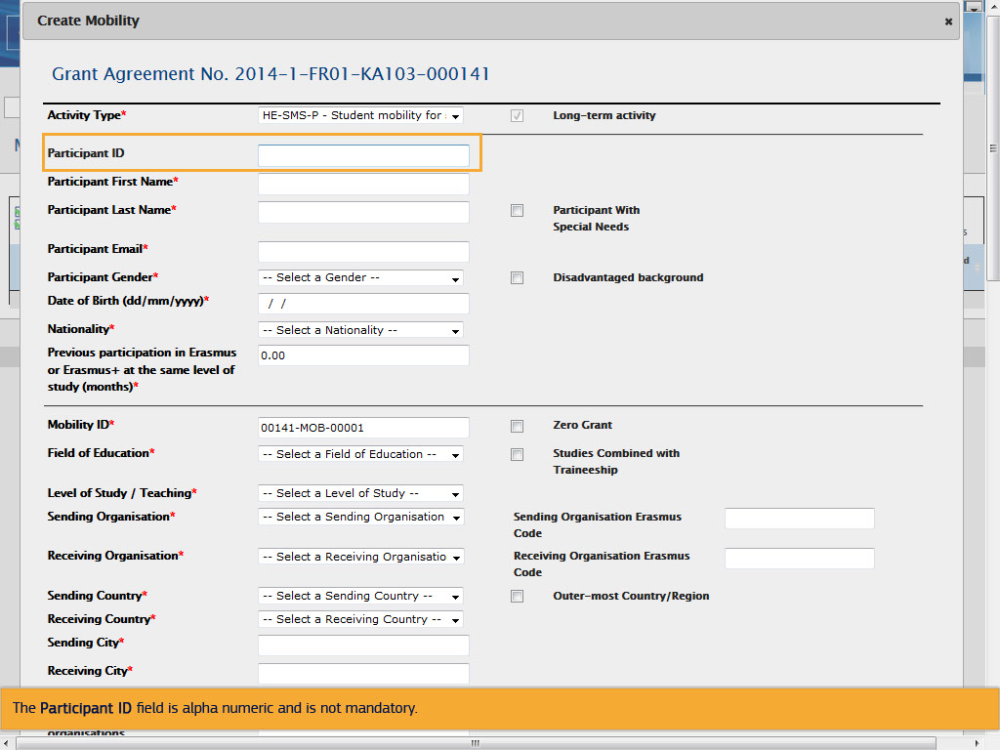 Create Mobility
Grant Agreement No. 2014-1-FR01-KA103-000141
Activity Type* HE-SMS-P - Student mobility for Long-term activity
Participant ID
Participant First Name*
Participant Last Name* Participant With
Special Needs
Participant Email*
Participant Gender* -- Select a Gender -- Disadvantaged background
Date of Birth (dd/mm/yyyy)* / /
Nationality* -- Select a Nationality --
Previous participation in Erasmus
or Erasmus+ at the same level of
study (months)*
0.00
Mobility ID* 00141-MOB-00001 Zero Grant
Field of Education* -- Select a Field of Education -- Studies Combined with
Traineeship
Level of Study / Teaching* -- Select a Level of Study --
Sending Organisation* -- Select a Sending Organisation Sending Organisation Erasmus
Code
Receiving Organisation* -- Select a Receiving Organisatio Receiving Organisation Erasmus
Code
Sending Country* -- Select a Sending Country -- Outer-most Country/Region
Receiving Country* -- Select a Receiving Country --
Sending City*
Receiving City*
The Participant ID field is alpha numeric and is not mandatory.
organisations